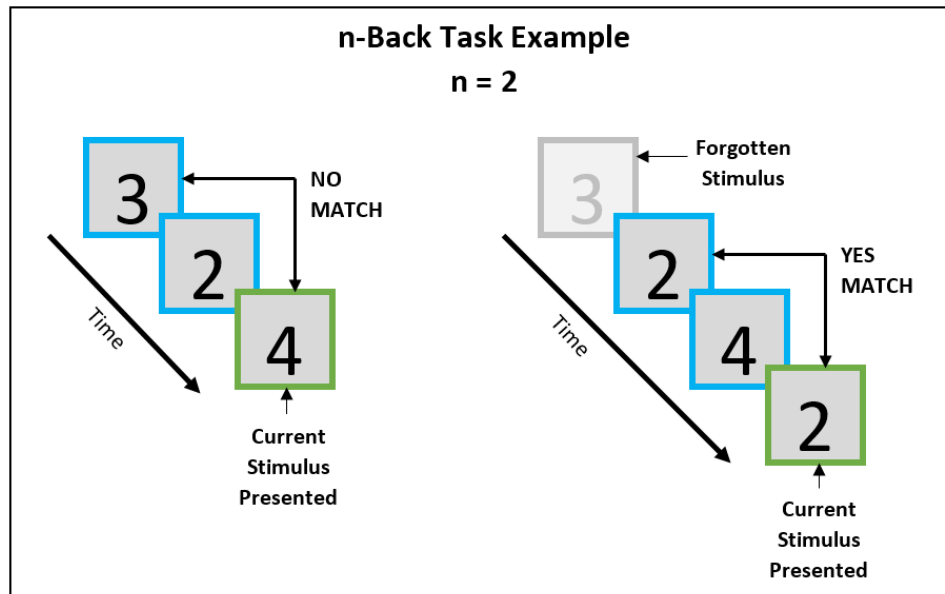 n-Back Task Example
n = 2
3
NO
MATCH
2
4
Time
Current
Stimulus
Presented
3
Forgotten
Stimulus
2
YES
MATCH
4
Time
2
Current
Stimulus
Presented